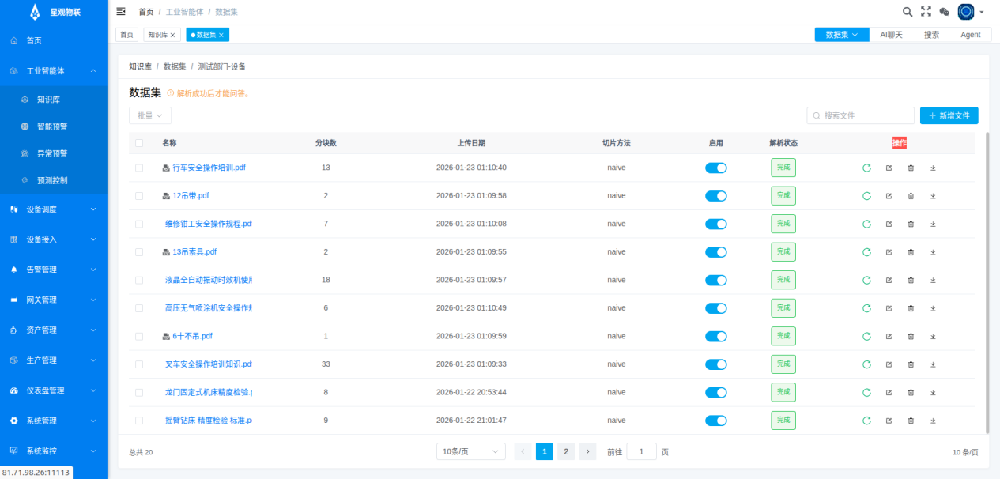 星观物联
首页 / 工业智能体 / 数据集
首页
知识库 ×
数据集 ×
数据集
AI聊天
搜索
Agent
首页
工业智能体
知识库
智能预警
异常预警
预测控制
设备调度
设备接入
告警管理
网关管理
资产管理
生产管理
仪表盘管理
系统管理
系统监控
81.71.98.26:11113
知识库 / 数据集 / 测试部门-设备
数据集 解析成功后才能问答。
批量
搜索文件
+ 新增文件
名称 分块数 上传日期 切片方法 启用 解析状态 操作
行车安全操作培训.pdf 13 2026-01-23 01:10:40 naive 完成
12吊带.pdf 2 2026-01-23 01:09:58 naive 完成
维修钳工安全操作规程.pd 7 2026-01-23 01:10:08 naive 完成
13吊索具.pdf 2 2026-01-23 01:09:55 naive 完成
液晶全自动振动时效机使用 18 2026-01-23 01:09:57 naive 完成
高压无气喷涂机安全操作 6 2026-01-23 01:10:49 naive 完成
6十不吊.pdf 1 2026-01-23 01:09:59 naive 完成
叉车安全操作培训知识.pd 33 2026-01-23 01:09:33 naive 完成
龙门固定式机床精度检验. 8 2026-01-22 20:53:44 naive 完成
摇臂钻床 精度检验 标准.p 9 2026-01-22 21:01:47 naive 完成
总共 20
10条/页
1 2
前往 1 页
10 条/页